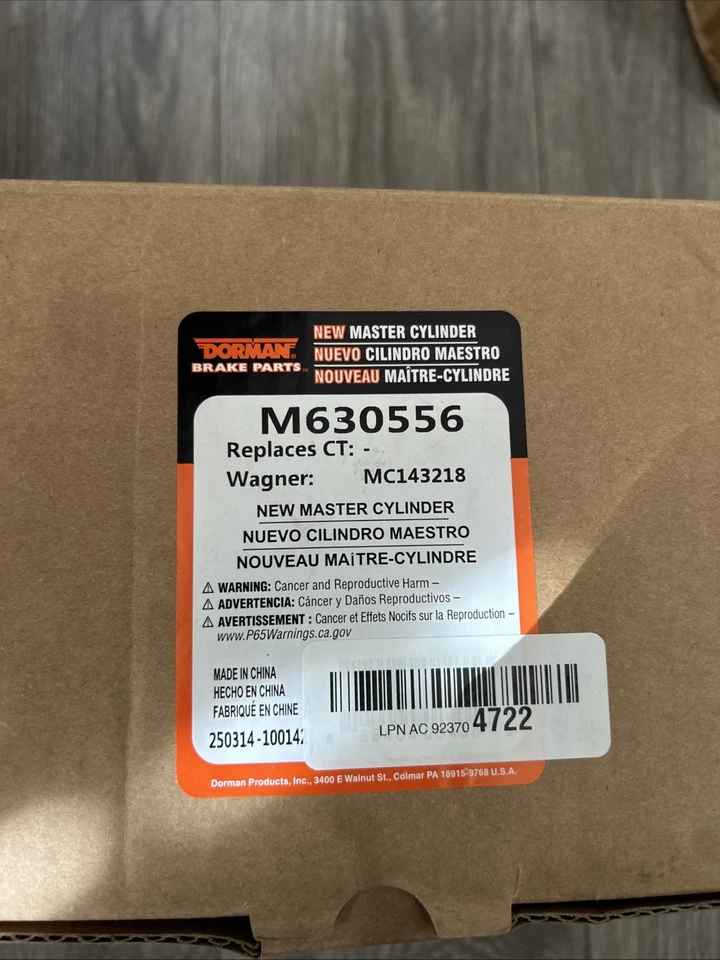 DORMAN®
BRAKE PARTS™
NEW MASTER CYLINDER
NUEVO CILINDRO MAESTRO
NOUVEAU MAÎTRE-CYLINDRE
M630556
Replaces CT: -
Wagner: MC143218
NEW MASTER CYLINDER
NUEVO CILINDRO MAESTRO
NOUVEAU MAÎTRE-CYLINDRE
⚠ WARNING: Cancer and Reproductive Harm –
⚠ ADVERTENCIA: Cáncer y Daños Reproductivos –
⚠ AVERTISSEMENT : Cancer et Effets Nocifs sur la Reproduction –
www.P65Warnings.ca.gov
MADE IN CHINA
HECHO EN CHINA
FABRIQUÉ EN CHINE
250314-100142
LPN AC 92370 4722
Dorman Products, Inc., 3400 E Walnut St., Colmar PA 18915-9768 U.S.A.